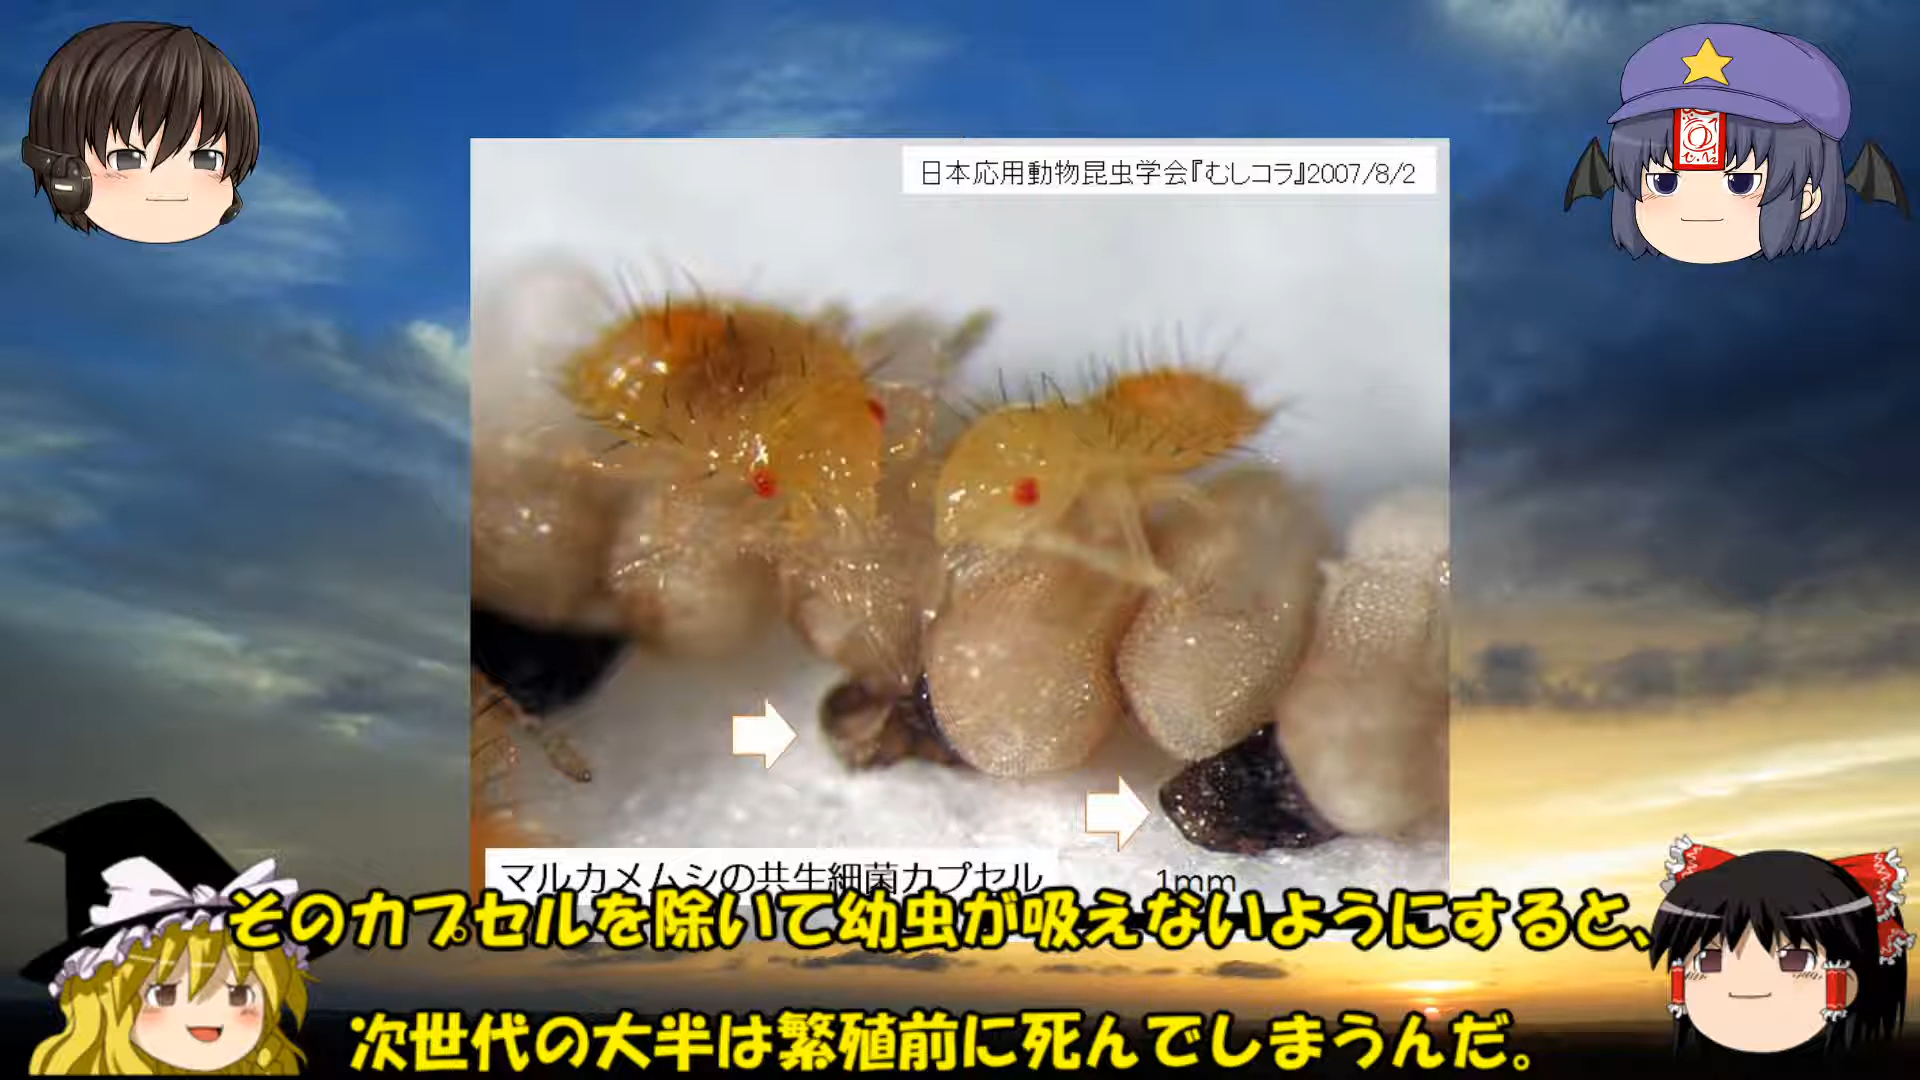 日本応用動物昆虫学会『むしコラ』2007/8/2
マルカメムシの共生細菌カプセル
1mm
そのカプセルを除いて幼虫が吸えないようにすると、
次世代の大半は繁殖前に死んでしまうんだ。